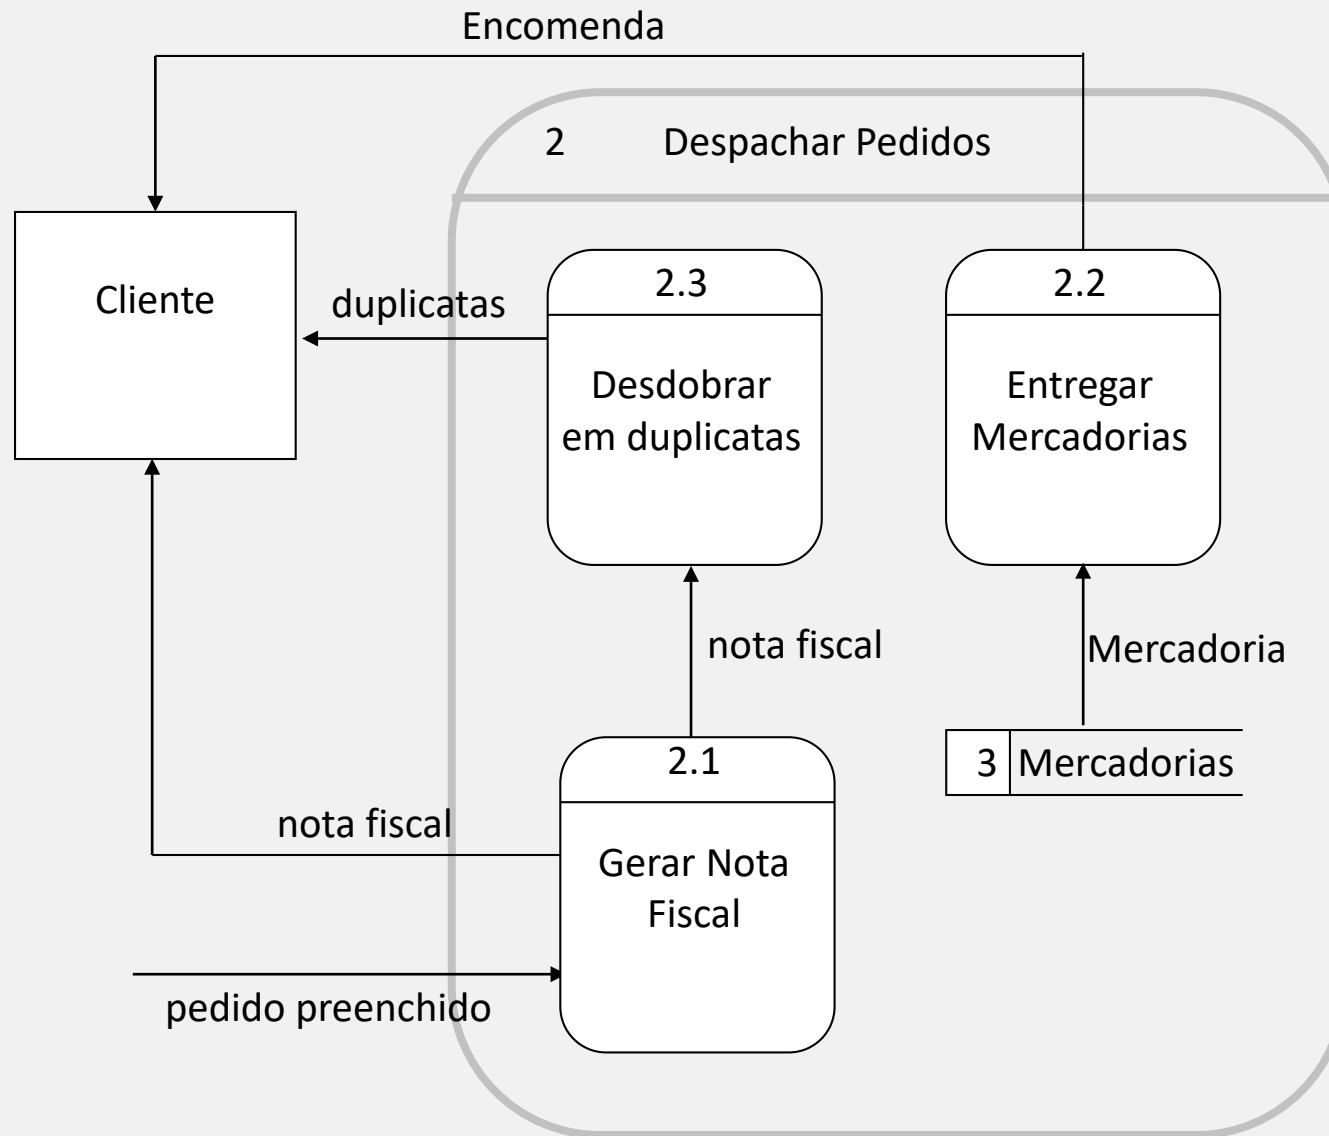 Encomenda
2 Despachar Pedidos
Cliente
duplicatas
2.3
Desdobrar
em duplicatas
2.2
Entregar
Mercadorias
nota fiscal
Mercadoria
2.1
Gerar Nota
Fiscal
3 Mercadorias
nota fiscal
pedido preenchido